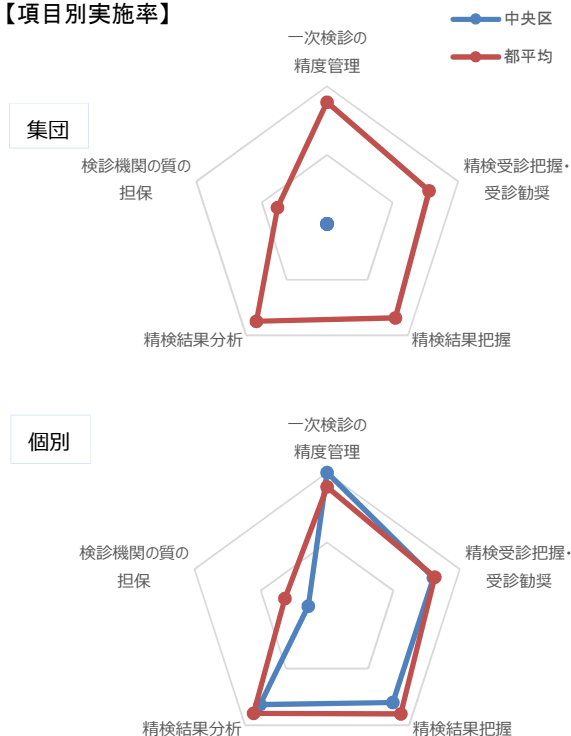 【項目別実施率】
中央区
都平均
集団
一次検診の
精度管理
精検受診把握・
受診勧奨
精検結果把握
精検結果分析
検診機関の質の
担保
個別
一次検診の
精度管理
精検受診把握・
受診勧奨
精検結果把握
精検結果分析
検診機関の質の
担保